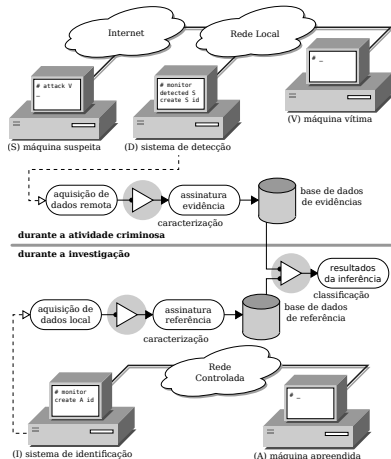 Internet
Rede Local
# attack V
_
# monitor
detected S
create S id
# _
(S) máquina suspeita
(D) sistema de detecção
(V) máquina vítima
aquisição de
dados remota
assinatura
evidência
base de dados
de evidências
caracterização
durante a atividade criminosa
durante a investigação
resultados
da inferência
classificação
aquisição de
dados local
assinatura
referência
base de dados
de referência
caracterização
Rede
Controlada
# monitor
create A id
# _
(I) sistema de identificação
(A) máquina apreendida